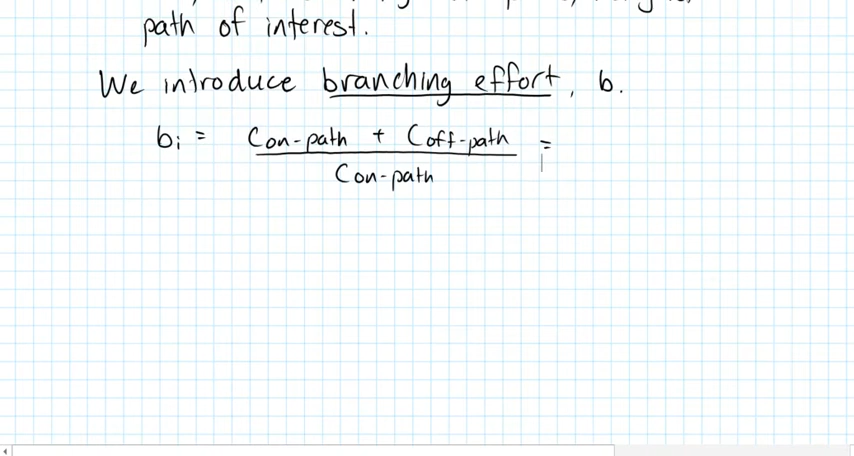 path of interest.
We introduce branching effort, b.
bi = Con-path + Coff-path =
Con-path